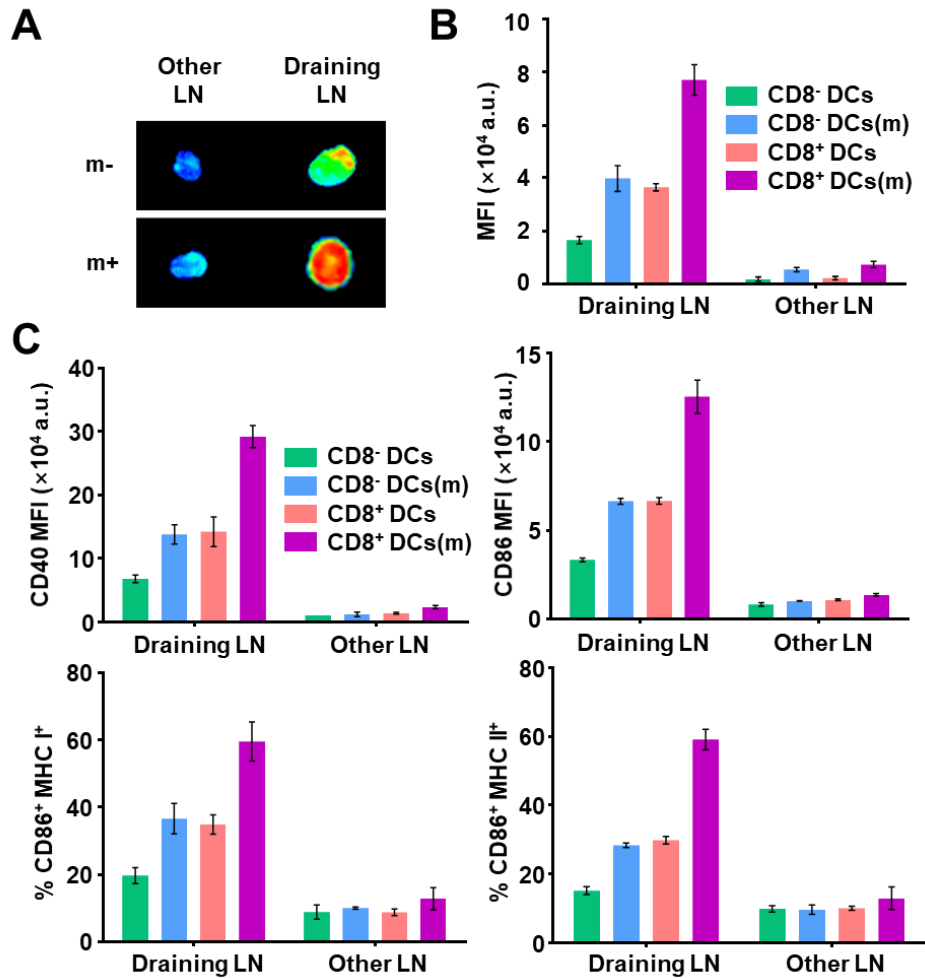 A
Other
LN
Draining
LN
m-
m+
B
MFI (×10⁴ a.u.)
10
8
6
4
2
0
CD8⁻ DCs
CD8⁻ DCs(m)
CD8⁺ DCs
CD8⁺ DCs(m)
Draining LN
Other LN
C
CD40 MFI (×10⁴ a.u.)
40
30
20
10
0
CD8⁻ DCs
CD8⁻ DCs(m)
CD8⁺ DCs
CD8⁺ DCs(m)
Draining LN
Other LN
CD86 MFI (×10⁴ a.u.)
15
10
5
0
Draining LN
Other LN
% CD86⁺ MHC I⁺
80
60
40
20
0
Draining LN
Other LN
% CD86⁺ MHC II⁺
80
60
40
20
0
Draining LN
Other LN